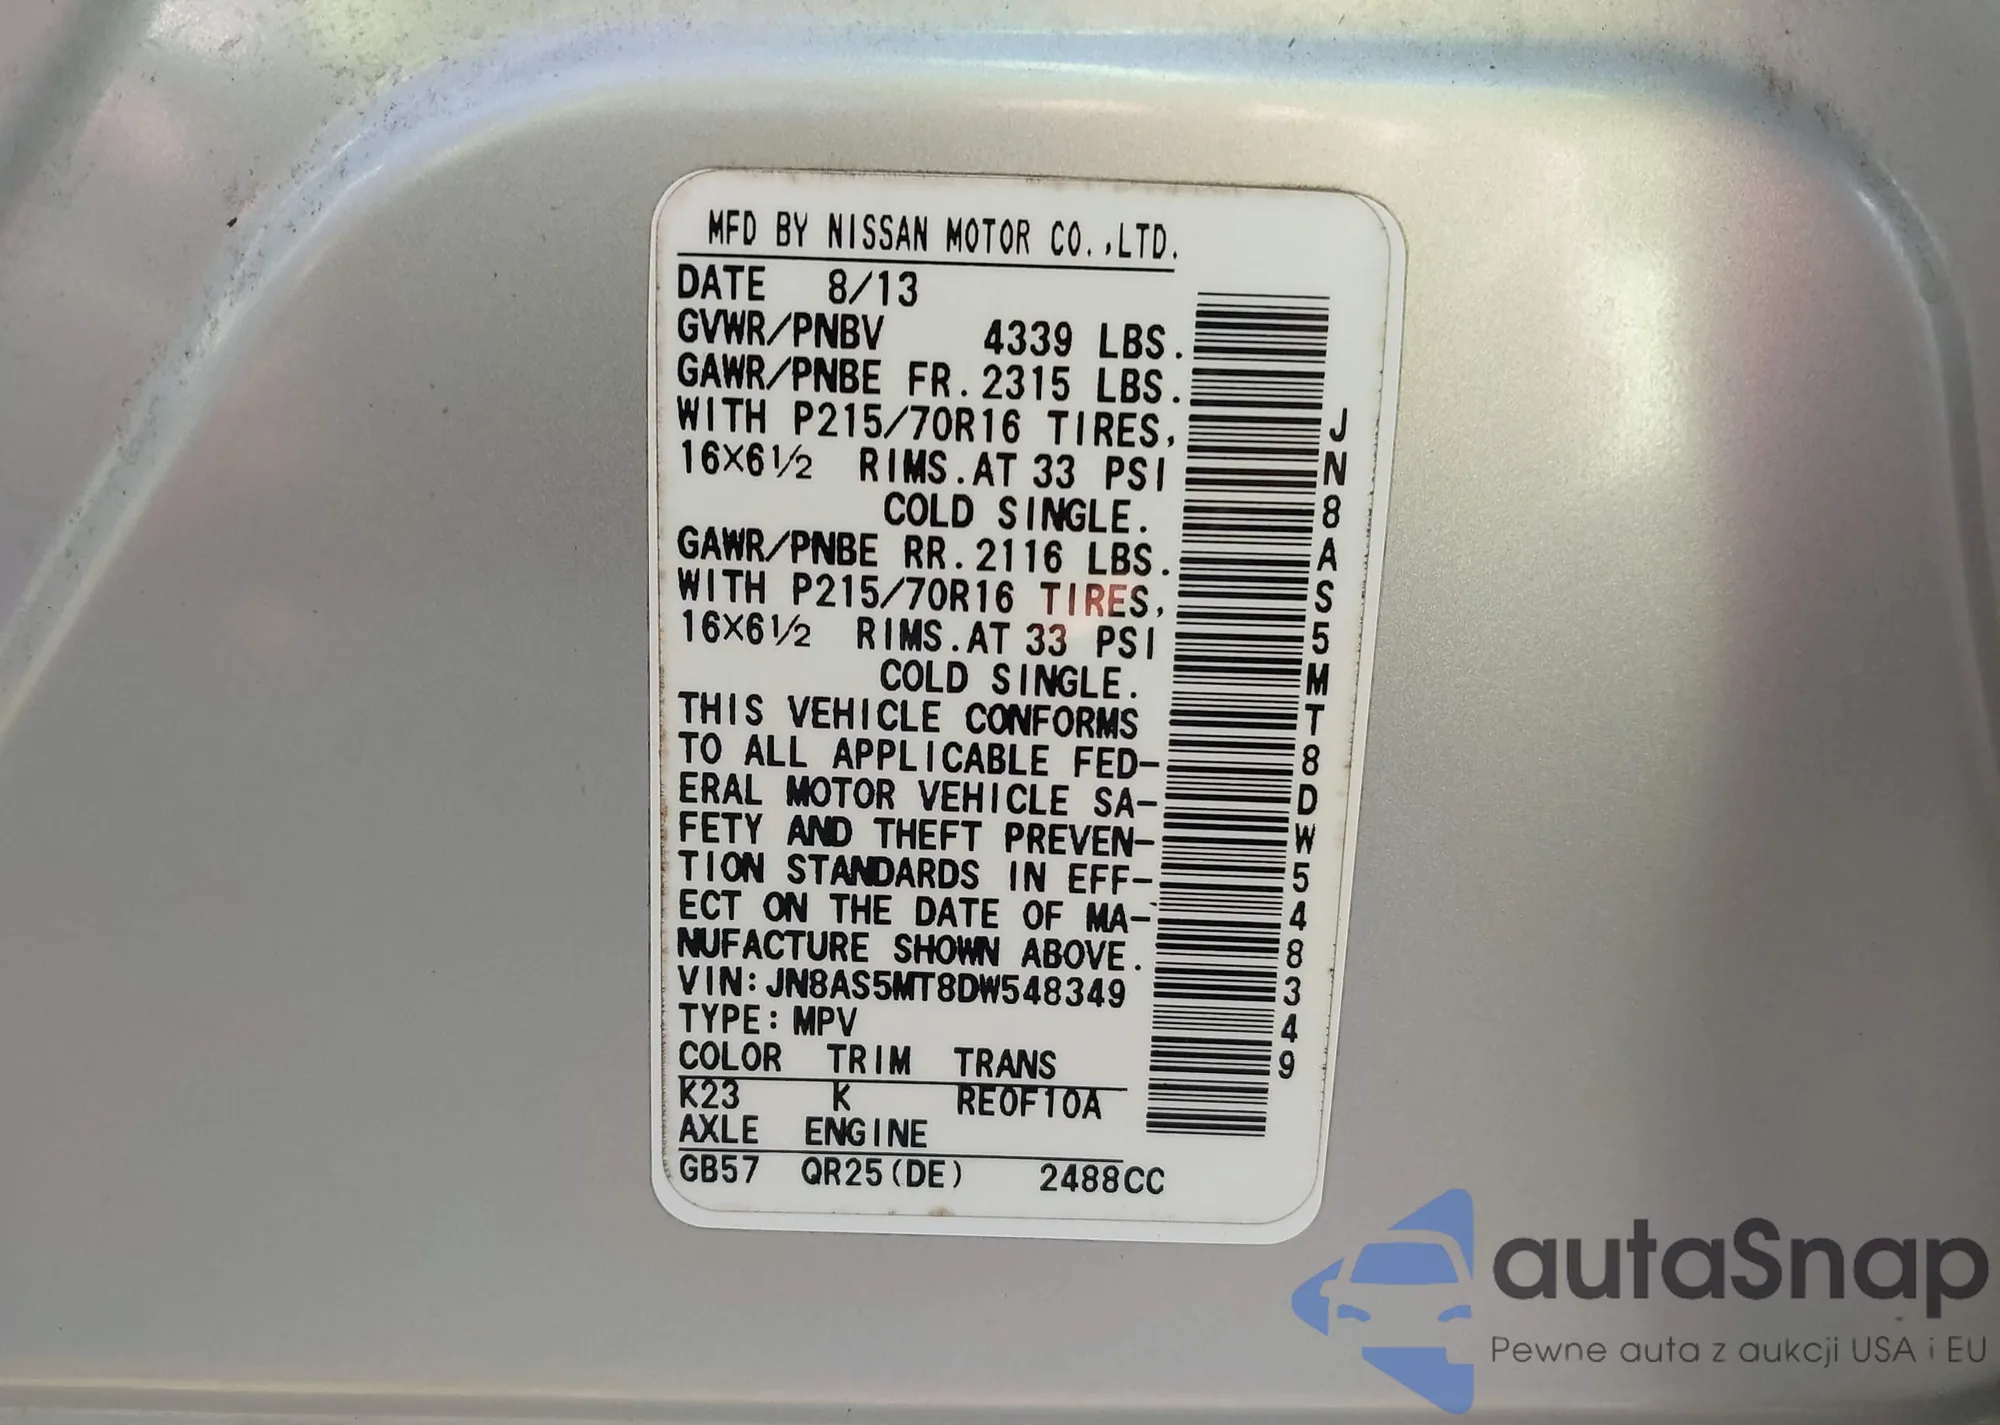 MFD BY NISSAN MOTOR CO.,LTD.
DATE 8/13
GVWR/PNBV 4339 LBS.
GAWR/PNBE FR.2315 LBS.
WITH P215/70R16 TIRES,
16X6½ RIMS.AT 33 PSI
COLD SINGLE.
GAWR/PNBE RR.2116 LBS.
WITH P215/70R16 TIRES,
16X6½ RIMS.AT 33 PSI
COLD SINGLE.
THIS VEHICLE CONFORMS
TO ALL APPLICABLE FED-
ERAL MOTOR VEHICLE SA-
FETY AND THEFT PREVEN-
TION STANDARDS IN EFF-
ECT ON THE DATE OF MA-
NUFACTURE SHOWN ABOVE.
VIN:JN8AS5MT8DW548349
TYPE:MPV
COLOR TRIM TRANS
K23 K RE0F10A
AXLE ENGINE
GB57 QR25(DE) 2488CC
JN8AS5MT8DW548349
autaSnap
Pewne auta z aukcji USA i EU